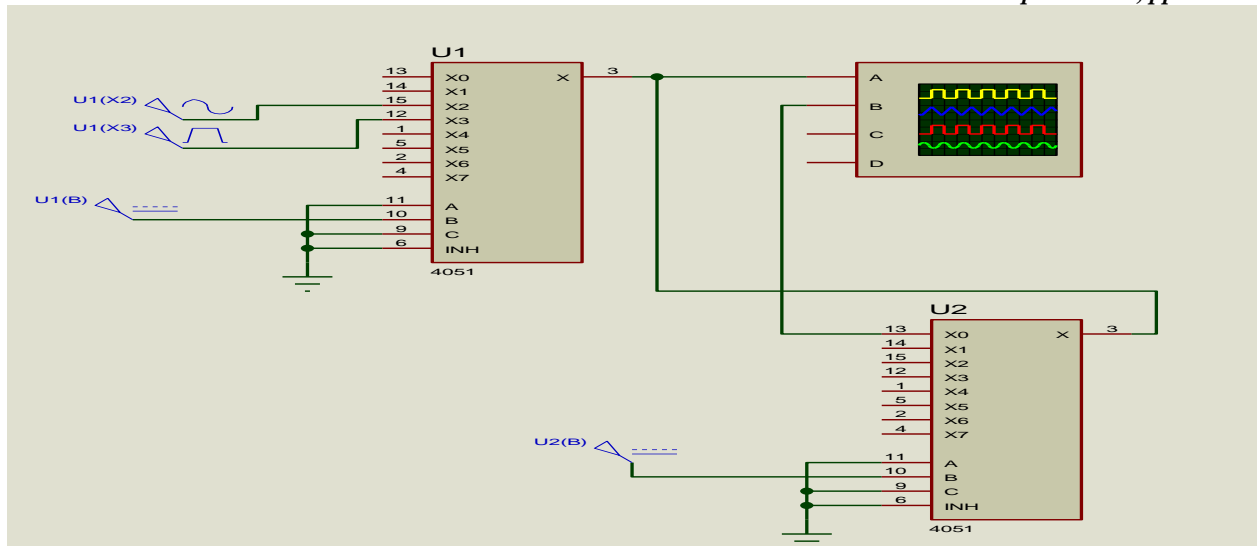 U1
13 X0 X 3
14 X1
15 X2
12 X3
1 X4
5 X5
2 X6
4 X7
11 A
10 B
9 C
6 INH
4051
U1(X2)
U1(X3)
U1(B)
A
B
C
D
U2
13 X0 X 3
14 X1
15 X2
12 X3
1 X4
5 X5
2 X6
4 X7
11 A
10 B
9 C
6 INH
4051
U2(B)